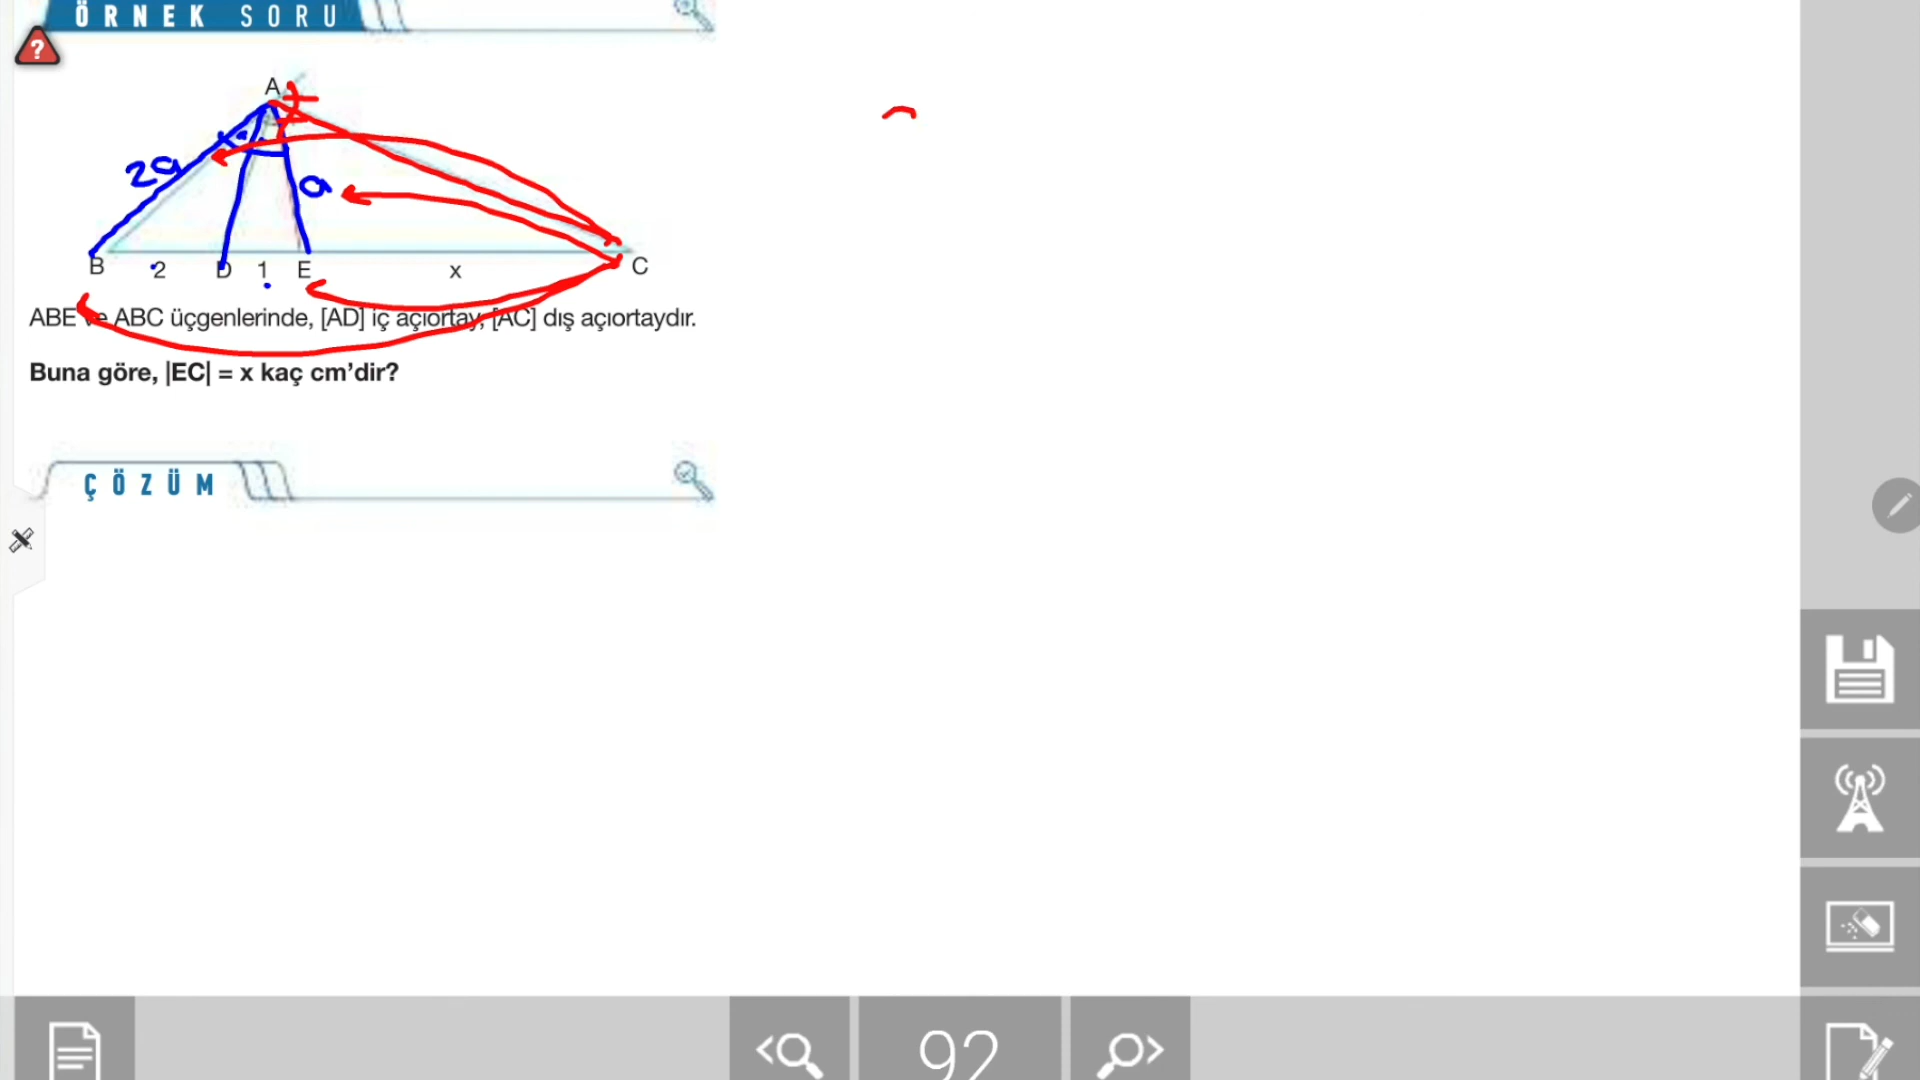 ÖRNEK SORU
?
A
2a
a
B 2 D 1 E x C
ABE ve ABC üçgenlerinde, [AD] iç açıortay, [AC] dış açıortaydır.
Buna göre, |EC| = x kaç cm’dir?
ÇÖZÜM
92